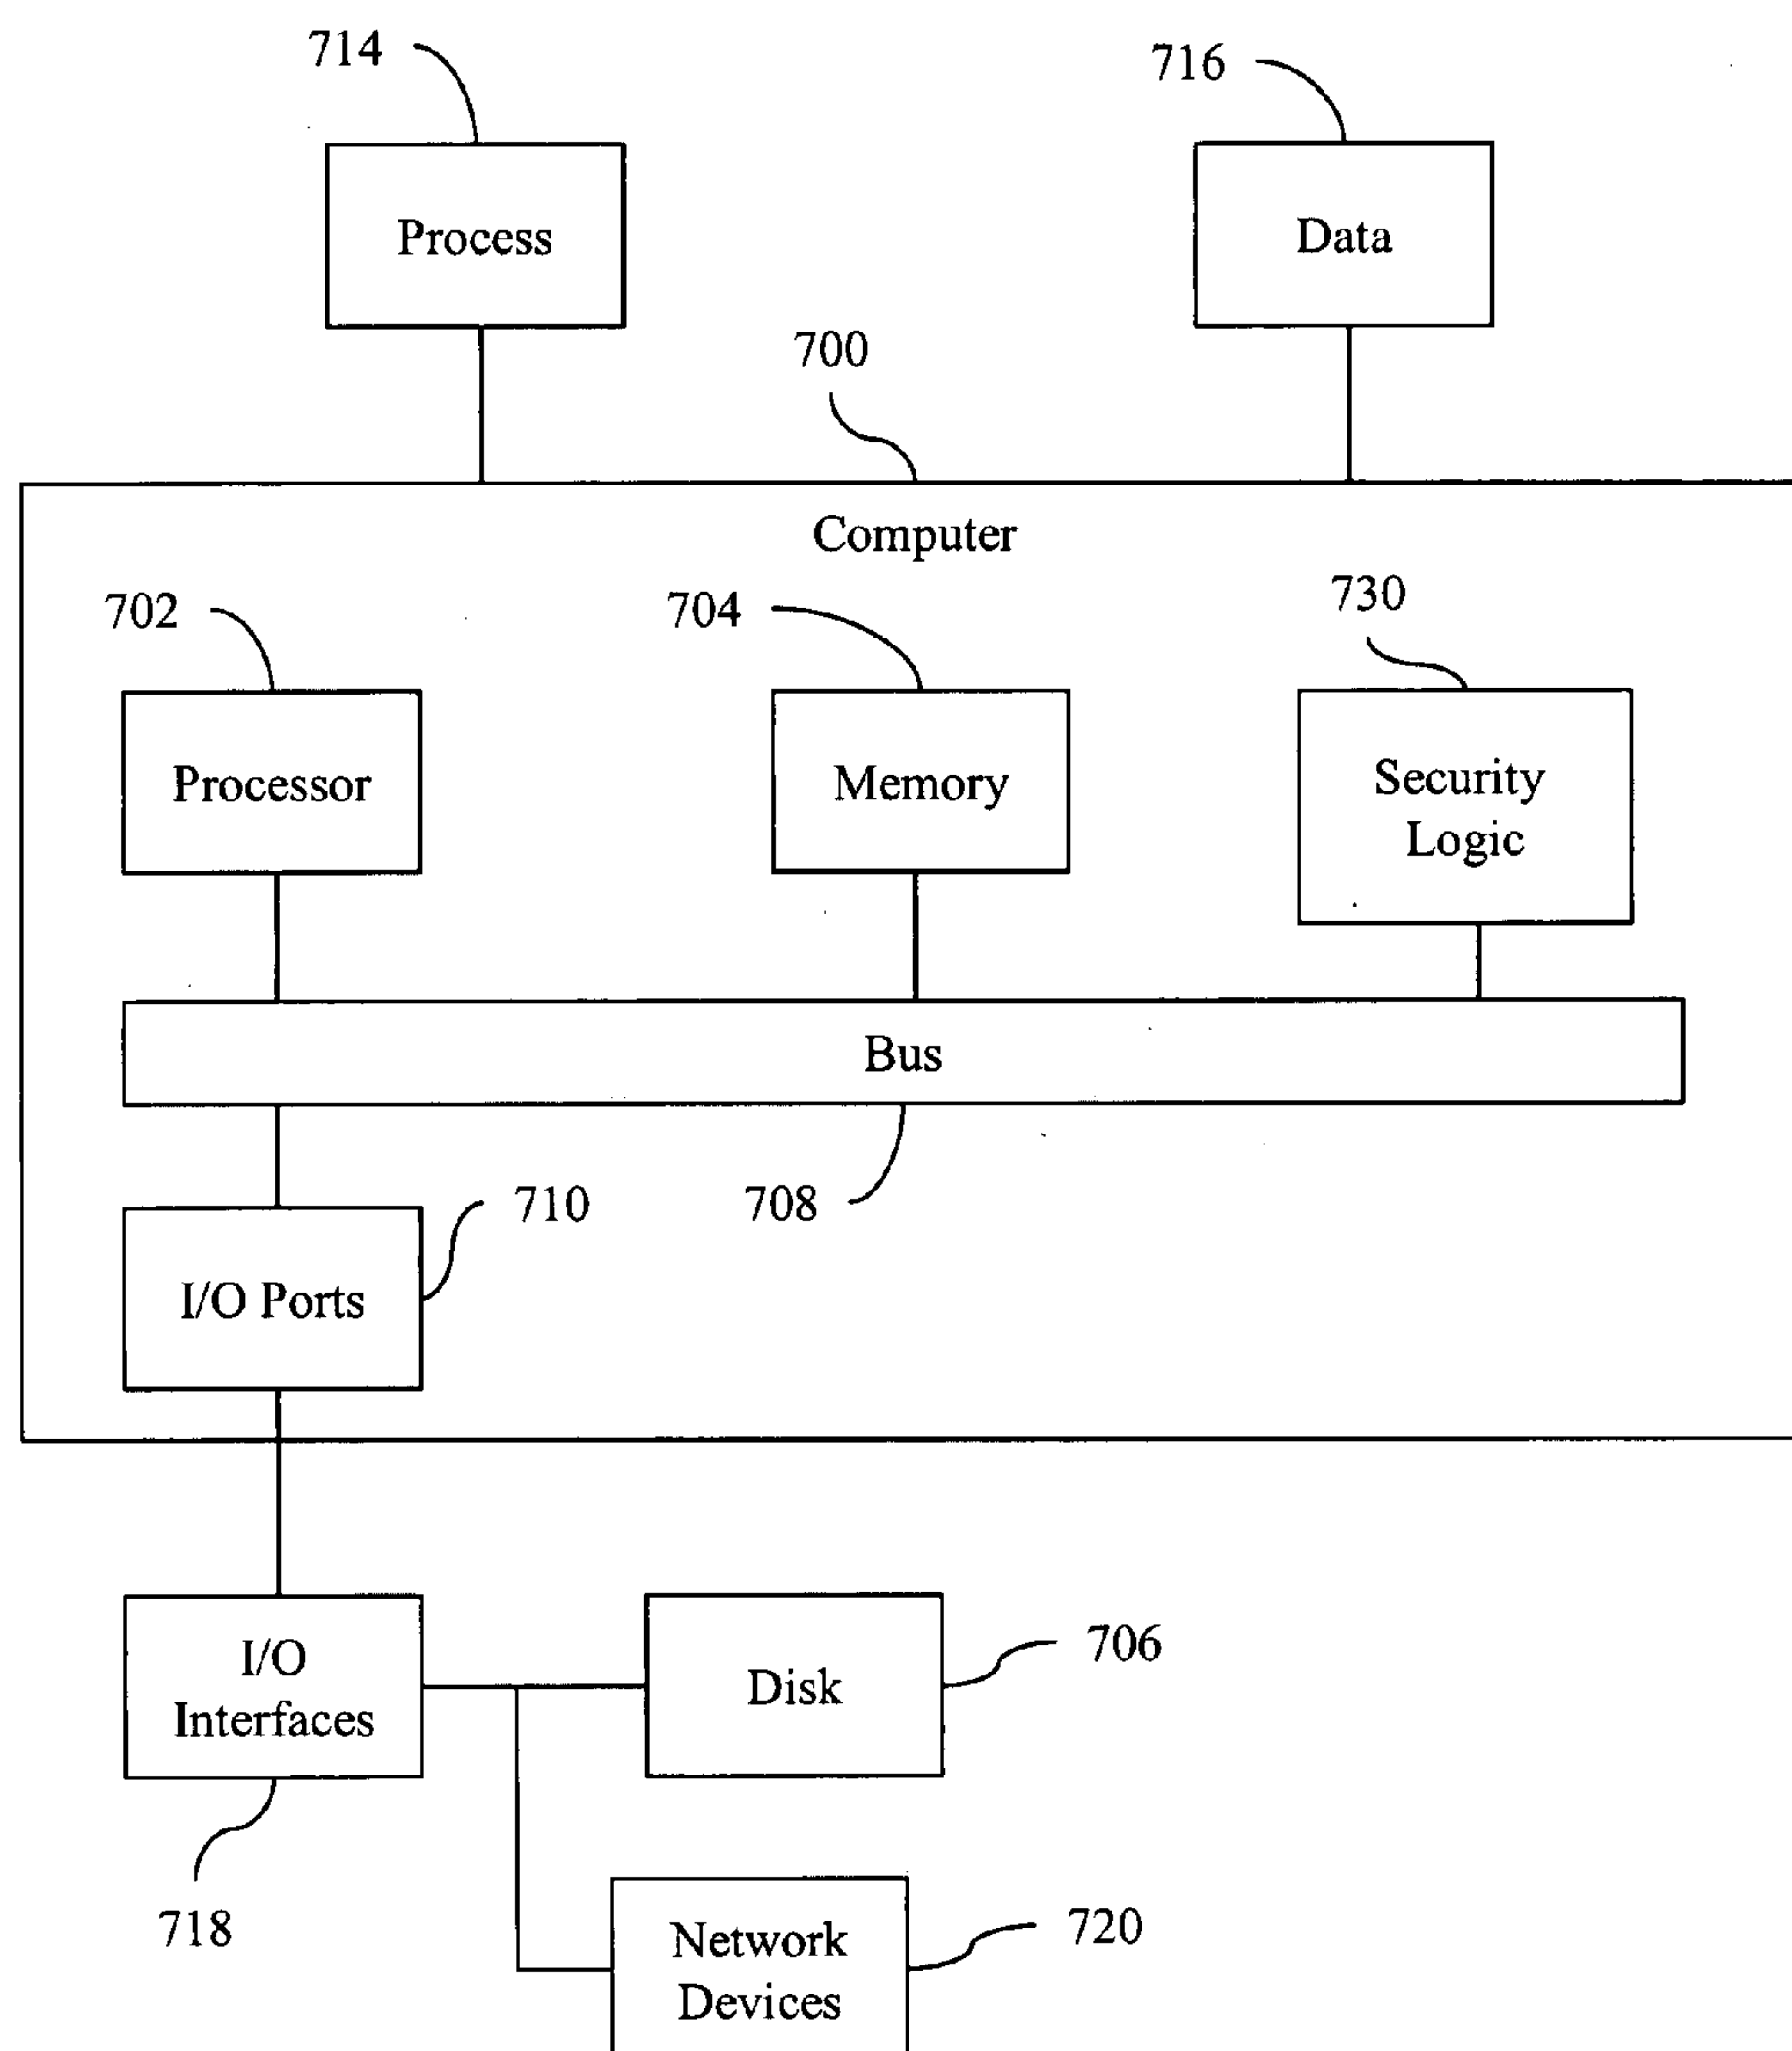 714
716
Process
Data
700
Computer
702
704
730
Processor
Memory
Security
Logic
Bus
710
708
I/O Ports
I/O
Interfaces
Disk
706
718
Network
Devices
720